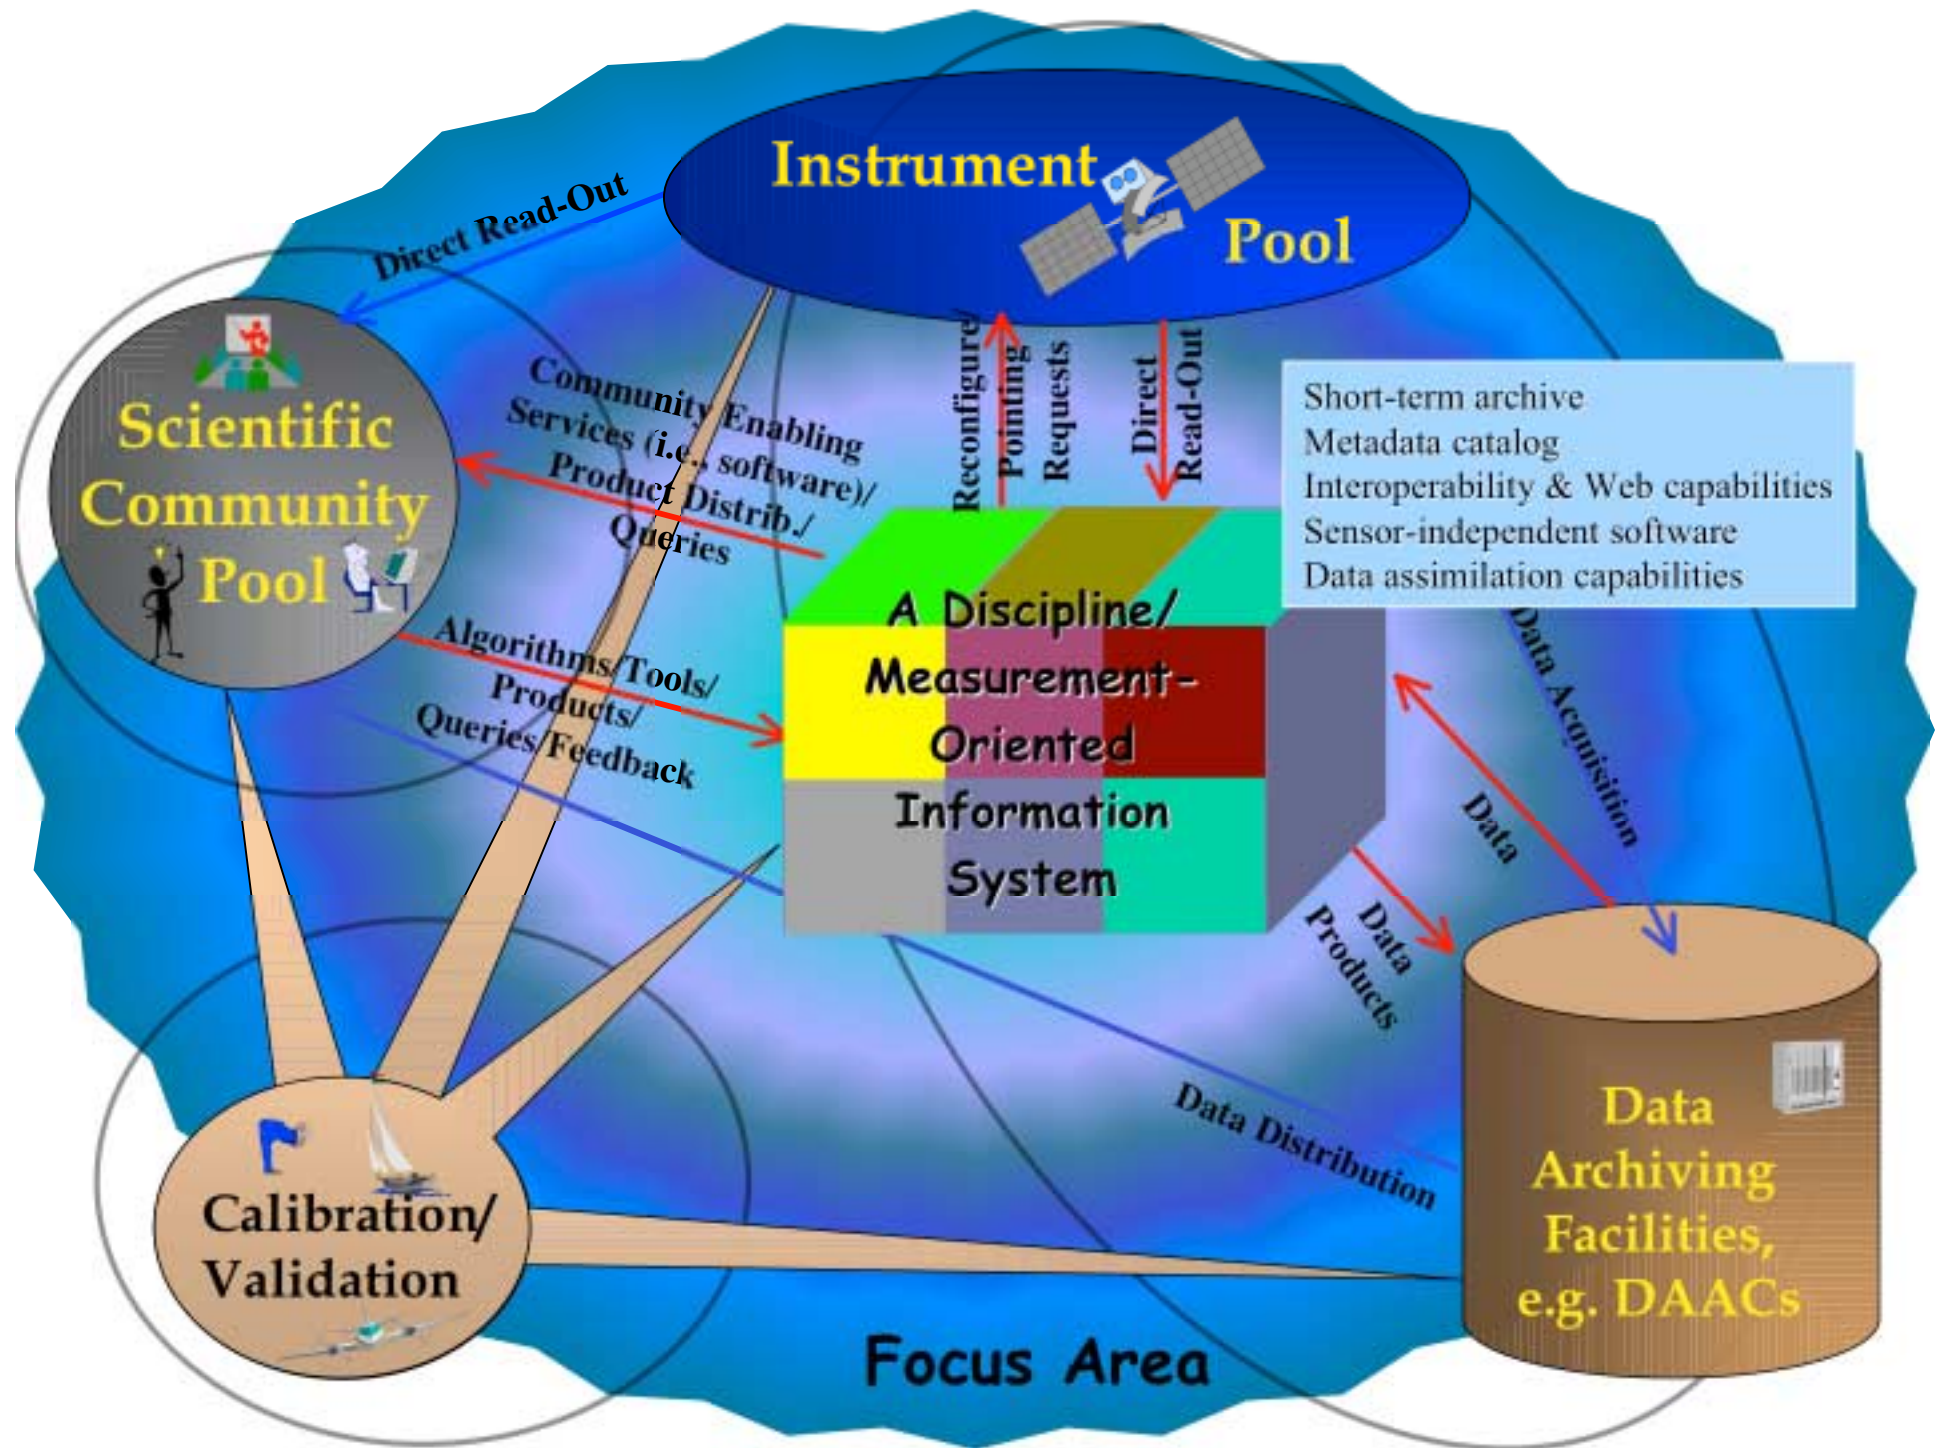 Instrument
Pool
Direct Read-Out
Scientific
Community
Pool
Community Enabling
Services (i.e., software)/
Product Distrib./
Queries
Reconfigure/
Pointing
Requests
Direct
Read-Out
Short-term archive
Metadata catalog
Interoperability & Web capabilities
Sensor-independent software
Data assimilation capabilities
Algorithms/Tools/
Products/
Queries/Feedback
A Discipline/
Measurement-
Oriented
Information
System
Data Acquisition
Data
Data
Products
Data Distribution
Data
Archiving
Facilities,
e.g. DAACs
Calibration/
Validation
Focus Area